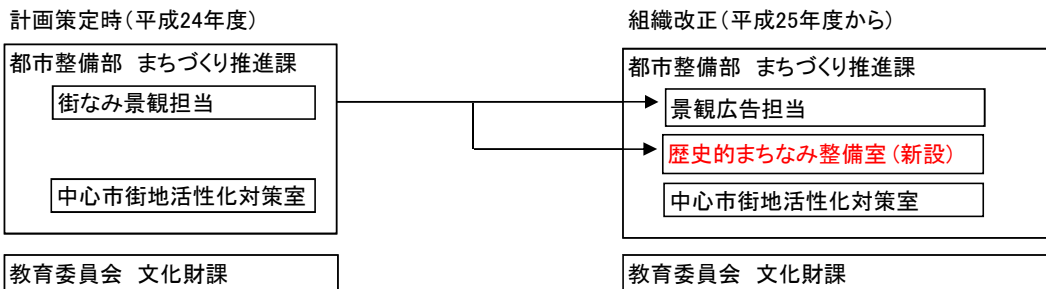 計画策定時(平成24年度)
都市整備部 まちづくり推進課
街なみ景観担当
中心市街地活性化対策室
教育委員会 文化財課
組織改正(平成25年度から)
都市整備部 まちづくり推進課
景観広告担当
歴史的まちなみ整備室(新設)
中心市街地活性化対策室
教育委員会 文化財課